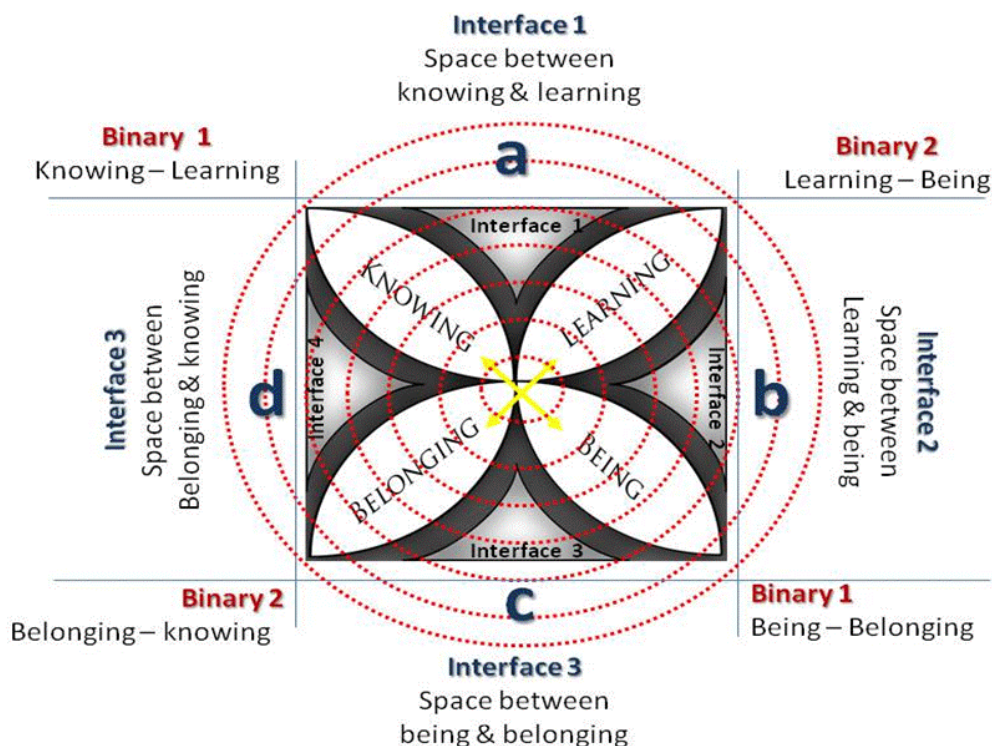 Interface 1
Space between
knowing & learning
Binary 1
Knowing – Learning
a
Binary 2
Learning – Being
Interface 1
KNOWING
LEARNING
Interface 3
Space between
Belonging & knowing
d
Interface 4
Interface 2
b
Space between
Learning & being
Interface 2
BELONGING
BEING
Interface 3
Binary 2
Belonging – knowing
c
Binary 1
Being – Belonging
Interface 3
Space between
being & belonging